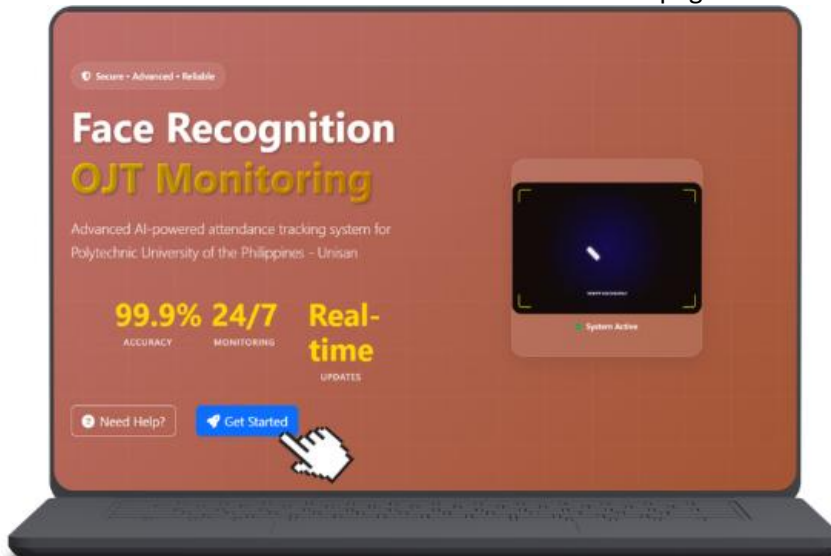 Secure • Advanced • Reliable
Face Recognition
OJT Monitoring
Advanced AI-powered attendance tracking system for
Polytechnic University of the Philippines - Unisan
99.9% 24/7 Real-
time
ACCURACY MONITORING
UPDATES
System Active
Need Help? Get Started